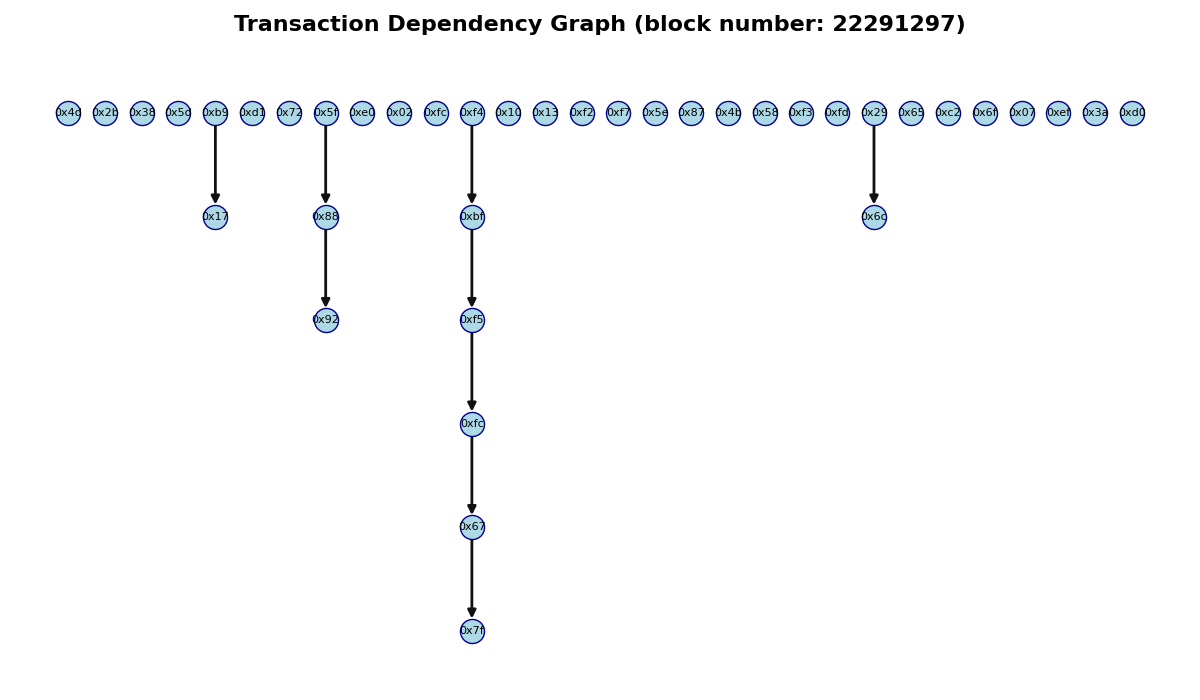 Transaction Dependency Graph (block number: 22291297)
0x4d 0x2b 0x38 0x5d 0xb9 0xd1 0x72 0x5f 0xe0 0x02 0xfc 0xf4 0x10 0x13 0xf2 0xf7 0x5e 0x87 0x4b 0x58 0xf3 0xfd 0x29 0x65 0xc2 0x6f 0x07 0xef 0x3a 0xd0
0x17 0x88 0xbf 0x6c
0x92 0xf5
0xfc
0x67
0x7f